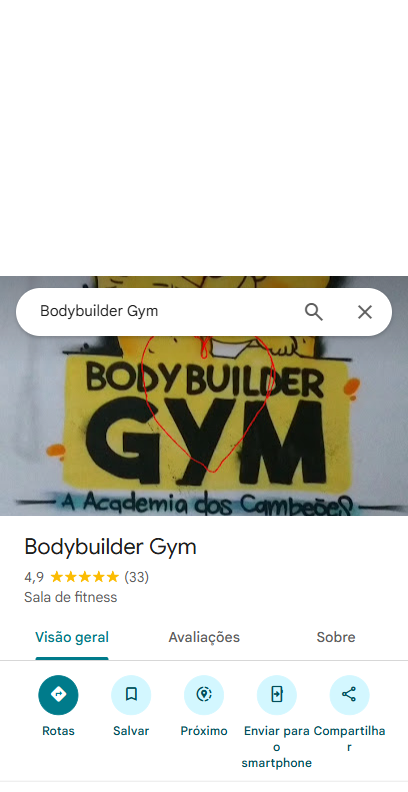 Bodybuilder Gym
BODYBUILDER
GYM
A Academia dos Cambeões
Bodybuilder Gym
4,9 (33)
Sala de fitness
Visão geral Avaliações Sobre
Rotas Salvar Próximo Enviar para o smartphone Compartilhar